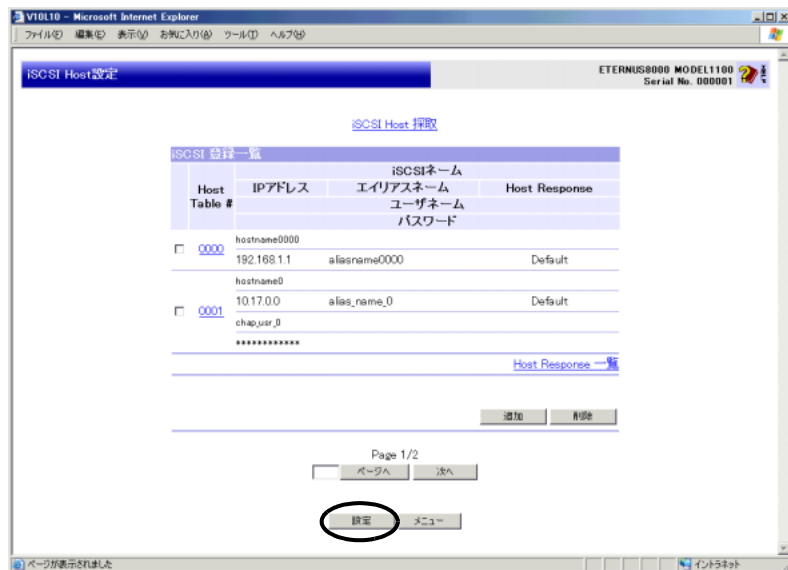 V10L10 - Microsoft Internet Explorer
ファイル(F) 編集(E) 表示(V) お気に入り(A) ツール(T) ヘルプ(H)
iSCSI Host設定
ETERNUS8000 MODEL1100
Serial No. 000001
iSCSI Host 採取
iSCSI 登録一覧
Host Table # IPアドレス iSCSIネーム Host Response
エイリアスネーム
ユーザネーム
パスワード
hostname0000
0000 192.168.1.1 aliasname0000 Default
hostname0
0001 10.17.0.0 alias_name_0 Default
chap_usr_0
************
Host Response 一覧
追加 削除
Page 1/2
ページへ 次へ
設定 メニュー
ページが表示されました イントラネット